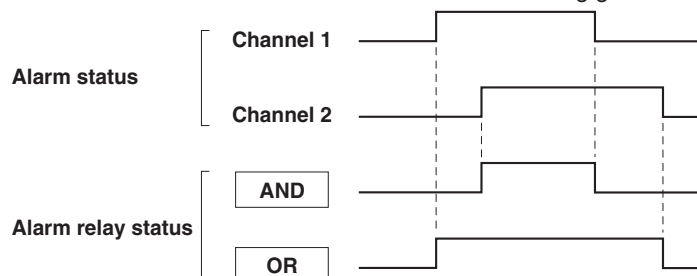 Channel 1
Alarm status
Channel 2
AND
Alarm relay status
OR